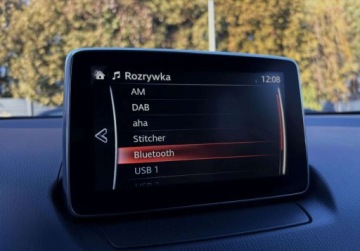 Rozrywka 12:08
AM
DAB
aha
Stitcher
Bluetooth
USB 1